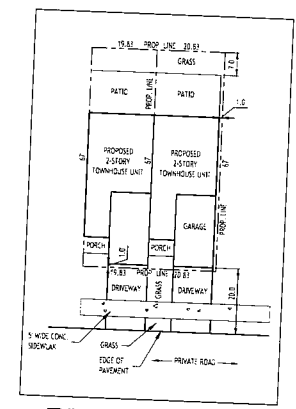 19.83 PROP LINE 20.83
GRASS
7.0
PATIO
PROP. LINE
PATIO
1.0
67
PROPOSED
2-STORY
TOWNHOUSE UNIT
67
PROPOSED
2-STORY
TOWNHOUSE UNIT
67
GARAGE
PROP. LINE
PORCH
1.0
PORCH
19.83 PROP LINE 20.83
DRIVEWAY
GRASS
DRIVEWAY
20.0
5' WIDE CONC.
SIDEWLAK
GRASS
EDGE OF
PAVEMENT
PRIVATE ROAD